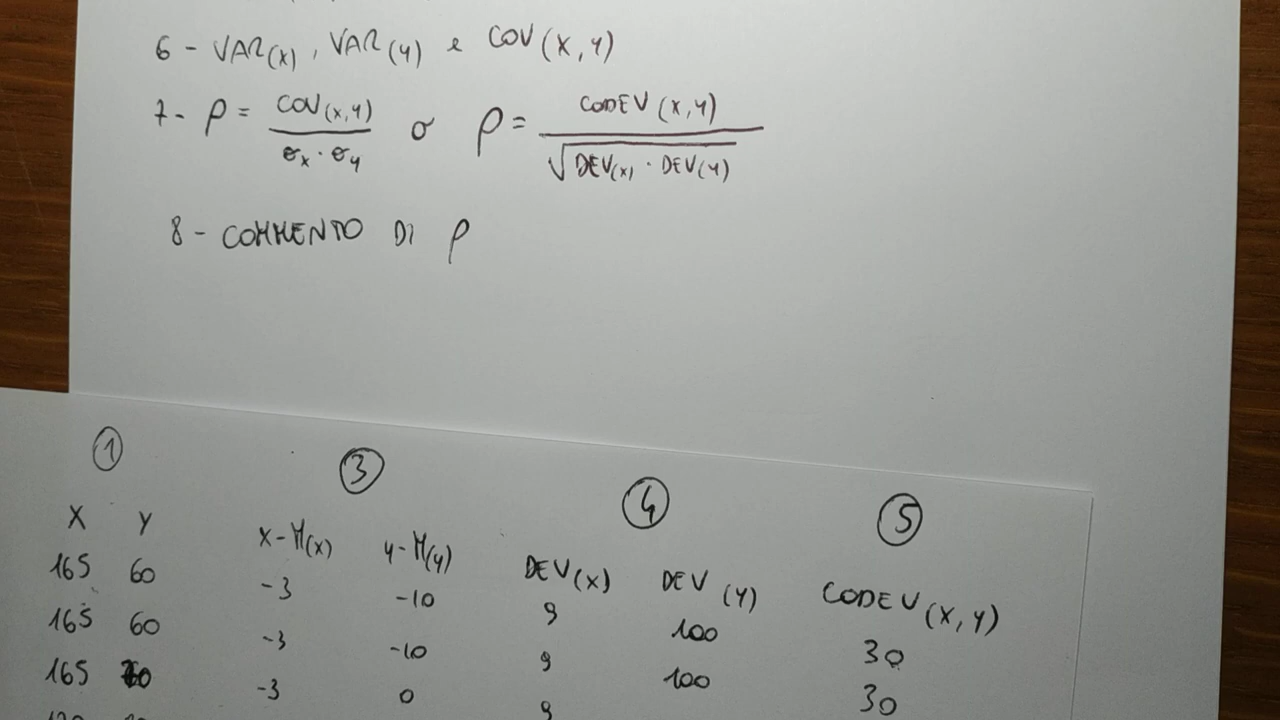 6 - VAR(X), VAR(Y) e COV(X,Y)
7 - ρ = COV(X,Y) / σx · σy o ρ = CODEV(X,Y) / √DEV(X) · DEV(Y)
8 - COMMENTO DI ρ
1 3 4 5
X Y X-M(X) Y-M(Y) DEV(X) DEV(Y) CODEV(X,Y)
165 60 -3 -10 9 100 30
165 60 -3 -10 9 100 30
165 70 -3 0 9